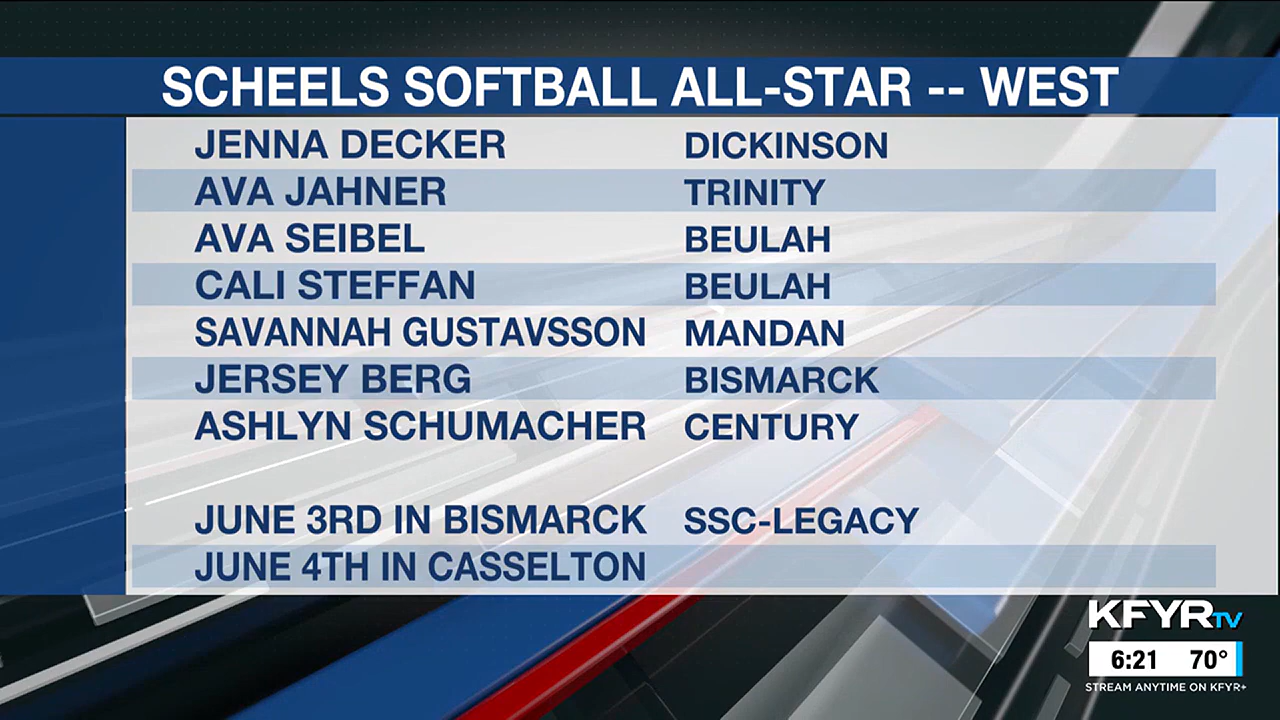 SCHEELS SOFTBALL ALL-STAR -- WEST
JENNA DECKER DICKINSON
AVA JAHNER TRINITY
AVA SEIBEL BEULAH
CALI STEFFAN BEULAH
SAVANNAH GUSTAVSSON MANDAN
JERSEY BERG BISMARCK
ASHLYN SCHUMACHER CENTURY
JUNE 3RD IN BISMARCK SSC-LEGACY
JUNE 4TH IN CASSELTON
KFYRTV
6:21 70°
STREAM ANYTIME ON KFYR+